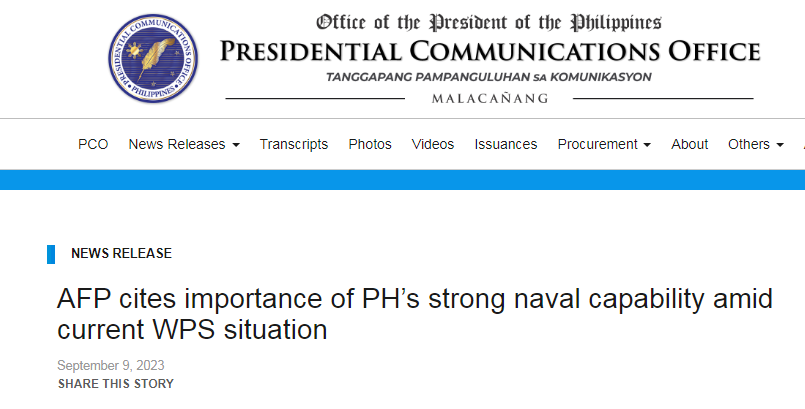 Office of the President of the Philippines
PRESIDENTIAL COMMUNICATIONS OFFICE
TANGGAPANG PAMPANGULUHAN SA KOMUNIKASYON
MALACAÑANG
PRESIDENTIAL COMMUNICATIONS OFFICE
PHILIPPINES
PCO News Releases Transcripts Photos Videos Issuances Procurement About Others
NEWS RELEASE
AFP cites importance of PH’s strong naval capability amid
current WPS situation
September 9, 2023
SHARE THIS STORY